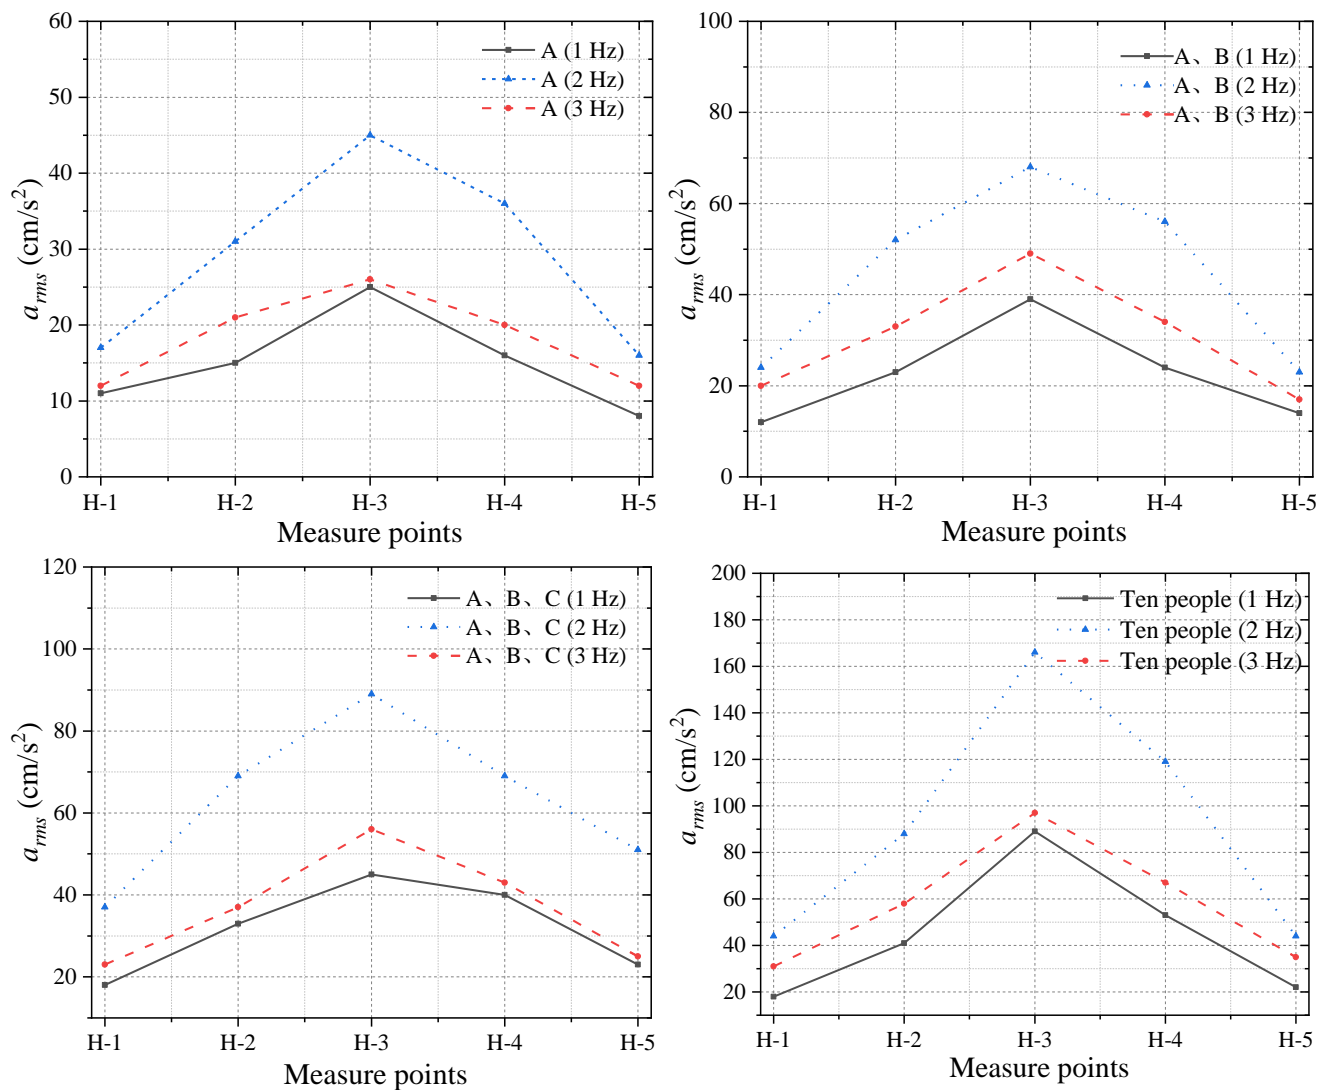 60
50
40
30
20
10
0
a_rms (cm/s²)
A (1 Hz)
A (2 Hz)
A (3 Hz)
H-1 H-2 H-3 H-4 H-5
Measure points
100
80
60
40
20
0
a_rms (cm/s²)
A、B (1 Hz)
A、B (2 Hz)
A、B (3 Hz)
H-1 H-2 H-3 H-4 H-5
Measure points
120
100
80
60
40
20
a_rms (cm/s²)
A、B、C (1 Hz)
A、B、C (2 Hz)
A、B、C (3 Hz)
H-1 H-2 H-3 H-4 H-5
Measure points
200
180
160
140
120
100
80
60
40
20
a_rms (cm/s²)
Ten people (1 Hz)
Ten people (2 Hz)
Ten people (3 Hz)
H-1 H-2 H-3 H-4 H-5
Measure points